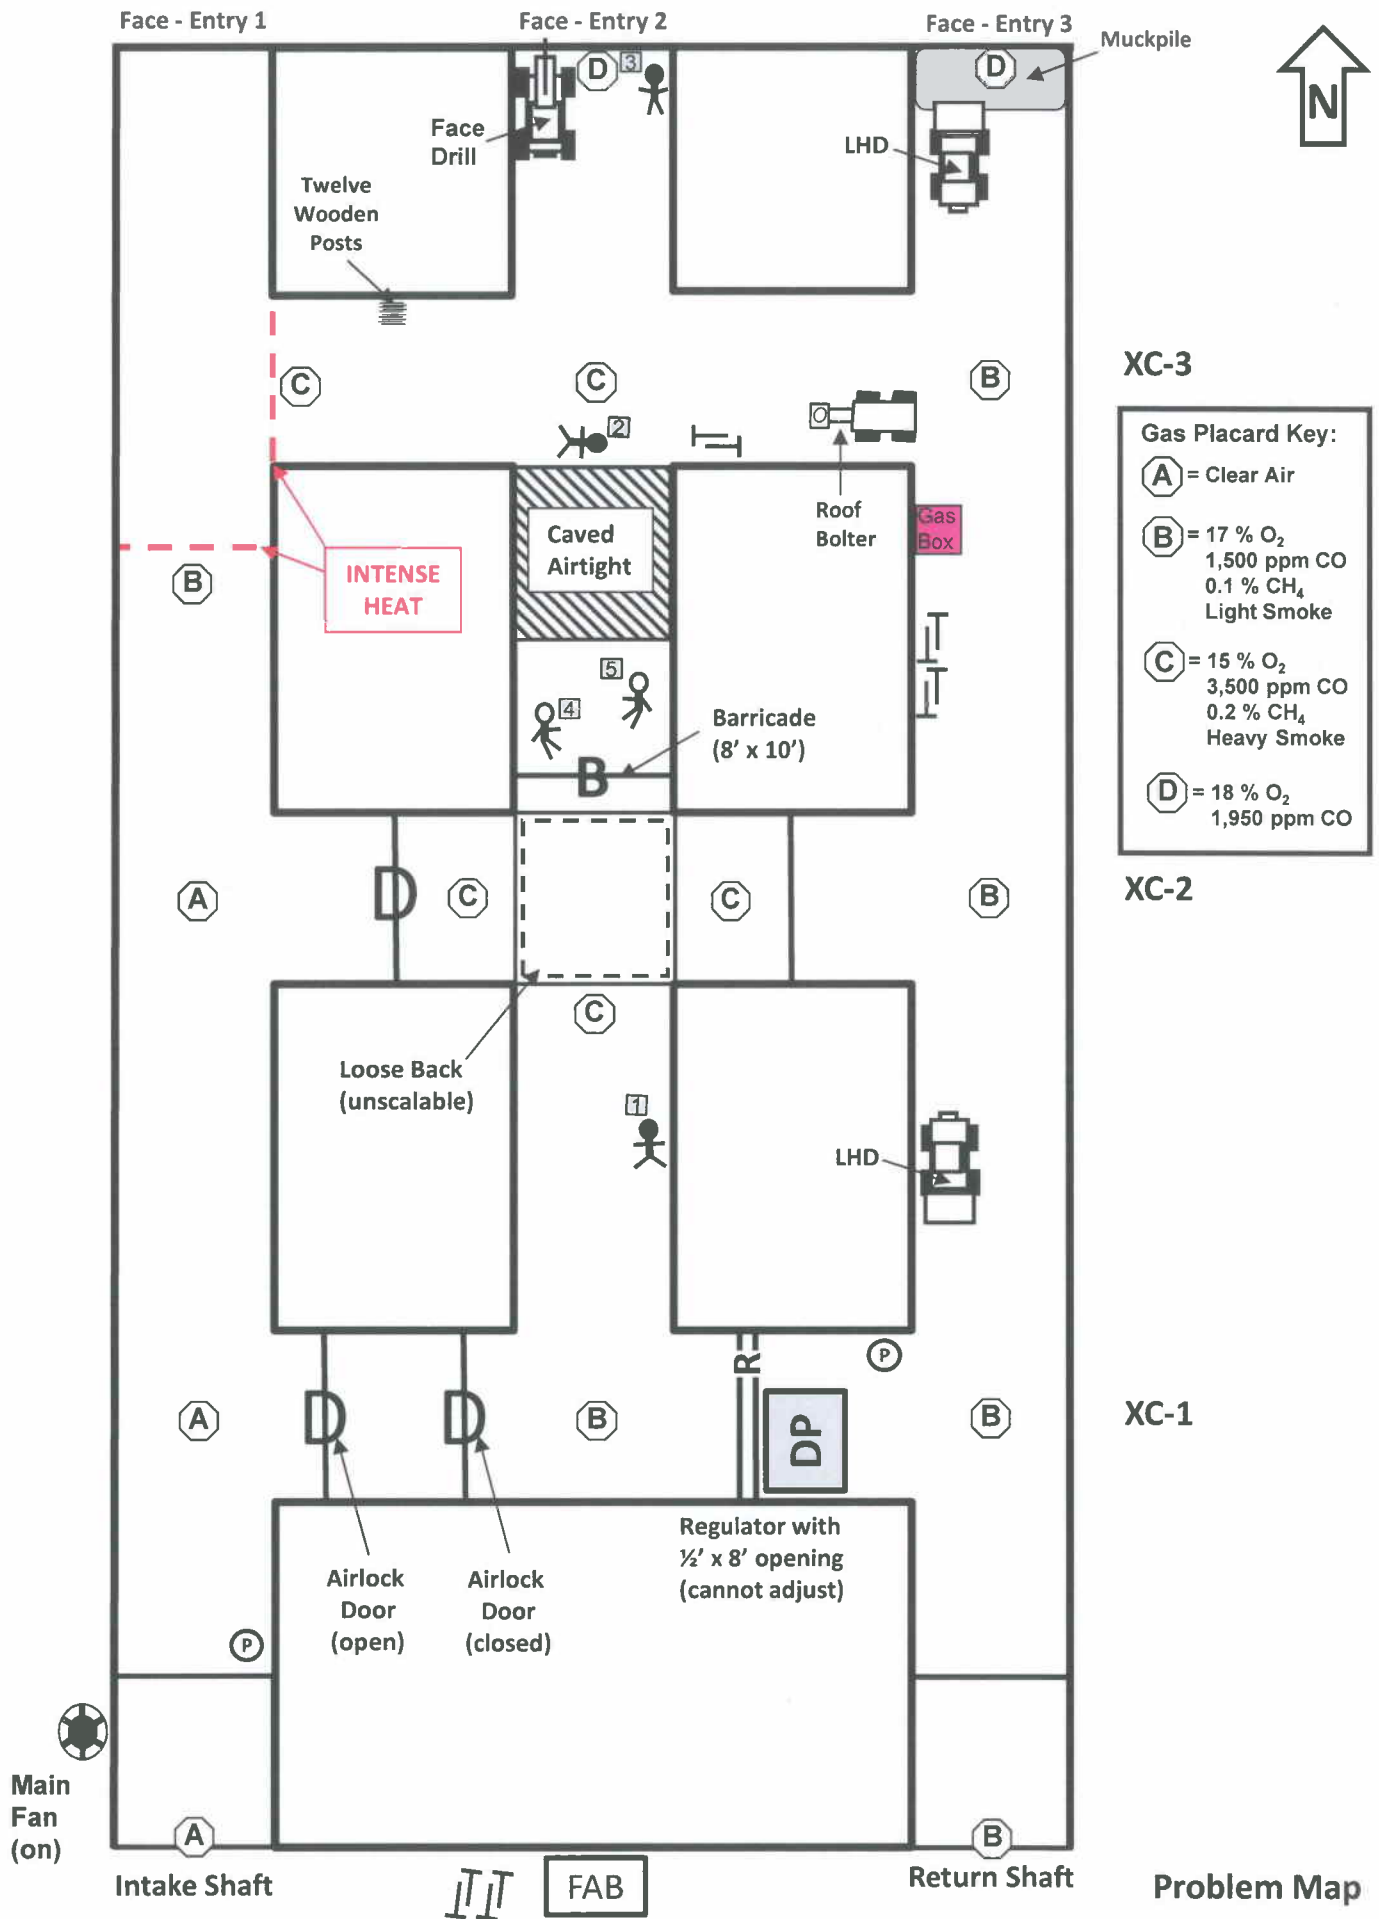 Face - Entry 1
Face - Entry 2
Face - Entry 3
Muckpile
N
D
3
D
Face
Drill
LHD
Twelve
Wooden
Posts
XC-3
C
C
B
2
Gas Placard Key:
A = Clear Air
B = 17 % O₂
1,500 ppm CO
0.1 % CH₄
Light Smoke
C = 15 % O₂
3,500 ppm CO
0.2 % CH₄
Heavy Smoke
D = 18 % O₂
1,950 ppm CO
Roof
Bolter
Gas
Box
Caved
Airtight
INTENSE
HEAT
B
5
4
Barricade
(8' x 10')
B
XC-2
A
D
C
C
B
C
Loose Back
(unscalable)
1
LHD
R
P
XC-1
A
D
D
B
DP
B
Regulator with
½' x 8' opening
(cannot adjust)
Airlock
Door
(open)
Airlock
Door
(closed)
P
Main
Fan
(on)
A
B
Intake Shaft
FAB
Return Shaft
Problem Map